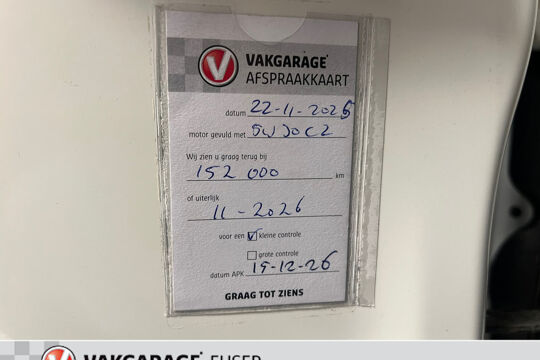 VAKGARAGE
AFSPRAAKKAART
datum 22-11-2025
motor gevuld met 5W30C2
Wij zien u graag terug bij
152 000 km
of uiterlijk
11-2026
voor een kleine controle
grote controle
datum APK 15-12-26
GRAAG TOT ZIENS
VAKGARAGE